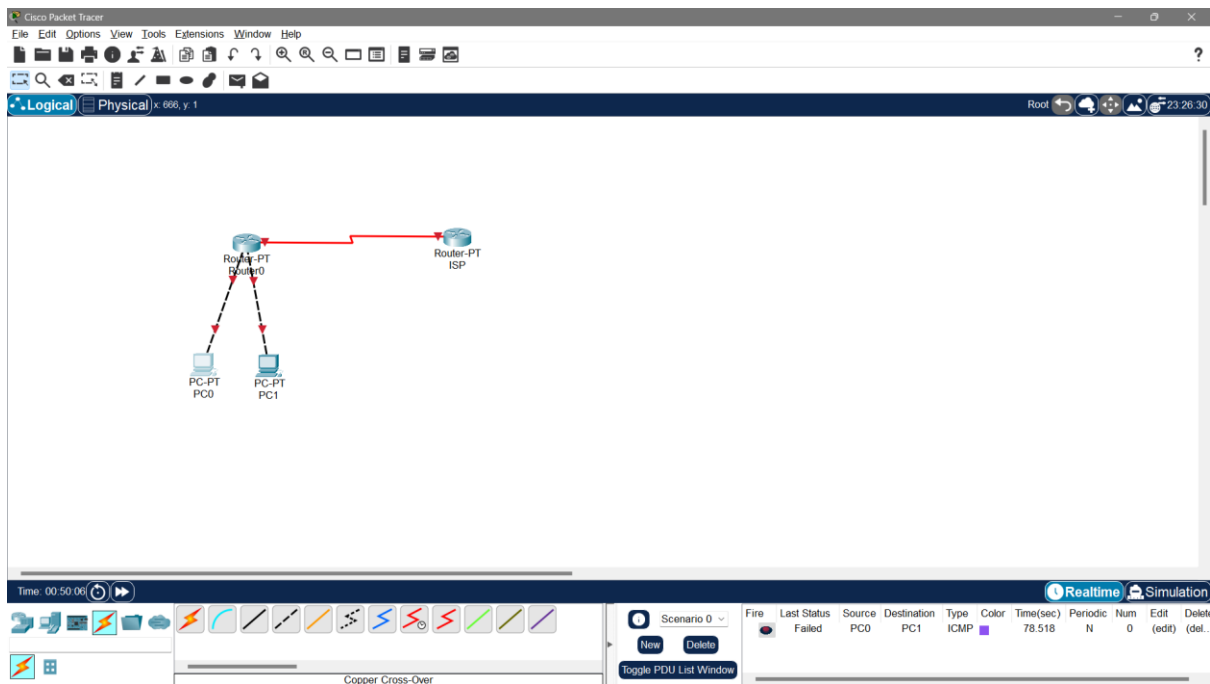 Cisco Packet Tracer
File Edit Options View Tools Extensions Window Help
?
Logical Physical x: 666, y: 1 Root 23:26:30
Router-PT
Router0
Router-PT
ISP
PC-PT
PC0
PC-PT
PC1
Time: 00:50:06 Realtime Simulation
Scenario 0
New Delete
Toggle PDU List Window
Fire Last Status Source Destination Type Color Time(sec) Periodic Num Edit Delete
Failed PC0 PC1 ICMP 78.518 N 0 (edit) (del...
Copper Cross-Over